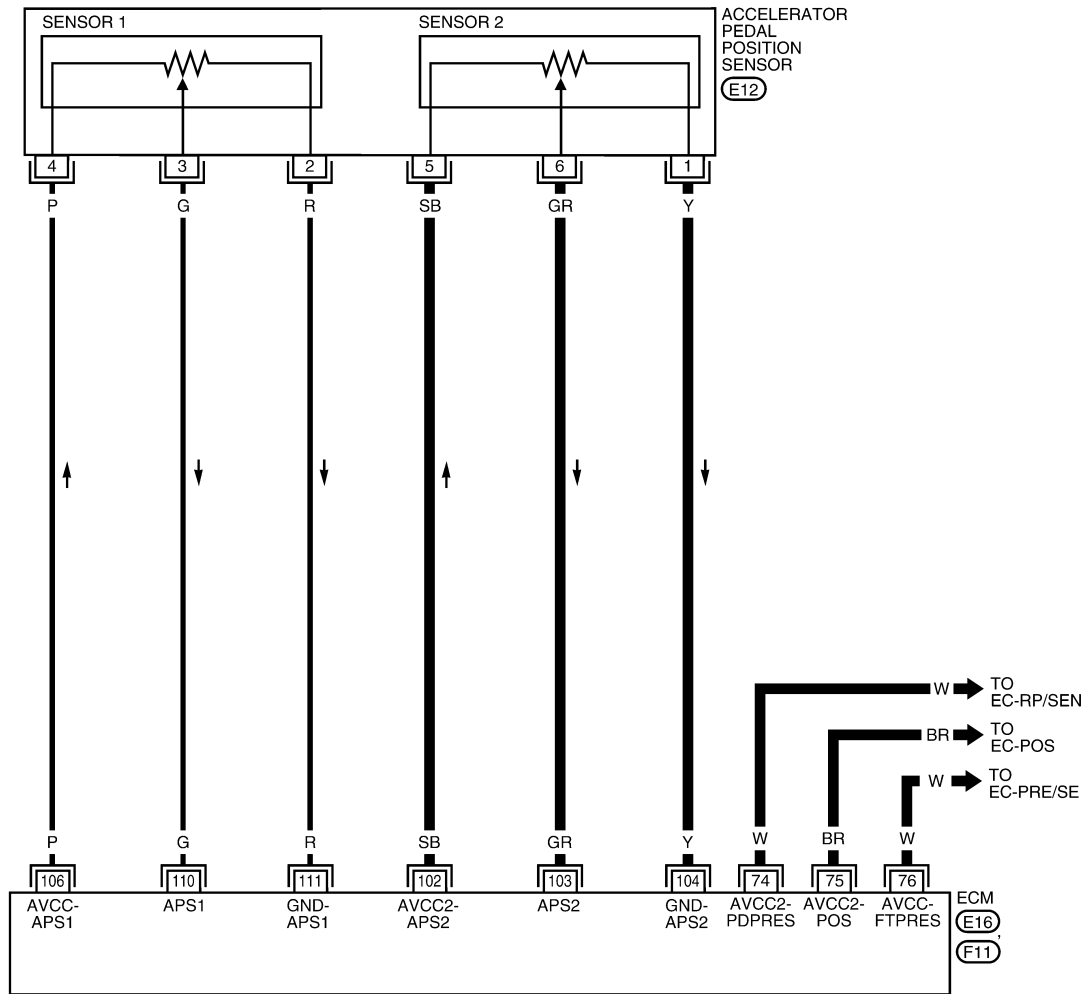 SENSOR 1
SENSOR 2
ACCELERATOR
PEDAL
POSITION
SENSOR
E12
4 3 2 5 6 1
P G R SB GR Y
W TO
EC-RP/SEN
BR TO
EC-POS
W TO
EC-PRE/SE
P G R SB GR Y W BR W
106 110 111 102 103 104 74 75 76
AVCC-
APS1
APS1
GND-
APS1
AVCC2-
APS2
APS2
GND-
APS2
AVCC2-
PDPRES
AVCC2-
POS
AVCC-
FTPRES
ECM
E16 ,
F11